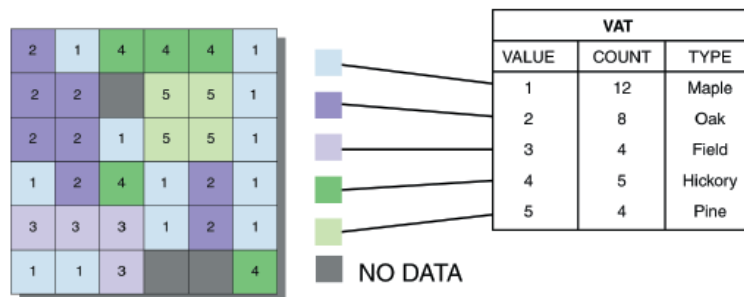 VAT
VALUE COUNT TYPE
1 12 Maple
2 8 Oak
3 4 Field
4 5 Hickory
5 4 Pine
2 1 4 4 4 1
2 2 5 5 1
2 2 1 5 5 1
1 2 4 1 2 1
3 3 3 1 2 1
1 1 3 4
NO DATA